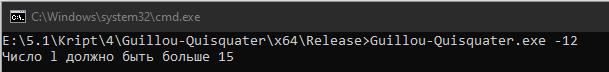 C:\Windows\system32\cmd.exe
E:\5.1\Kript\4\Guillou-Quisquater\x64\Release>Guillou-Quisquater.exe -12
Число l должно быть больше 15